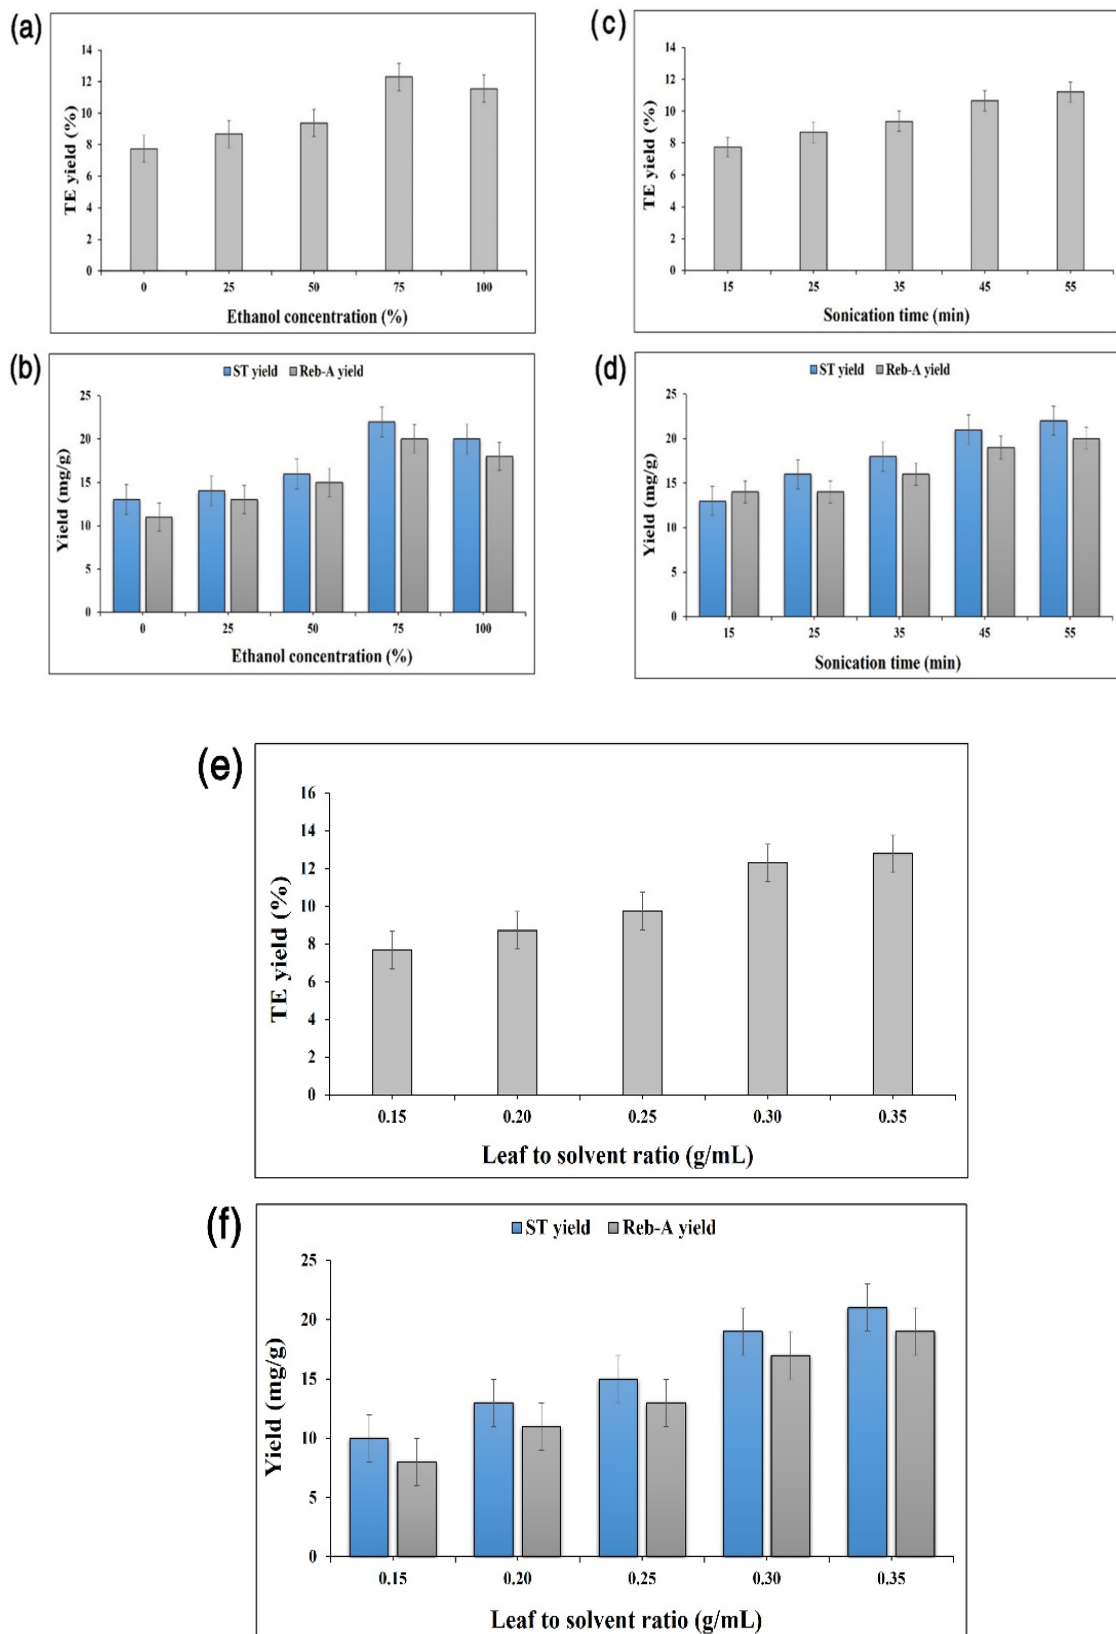 (a)
TE yield (%)
14
12
10
8
6
4
2
0
0 25 50 75 100
Ethanol concentration (%)
(c)
TE yield (%)
14
12
10
8
6
4
2
0
15 25 35 45 55
Sonication time (min)
(b)
ST yield Reb-A yield
Yield (mg/g)
25
20
15
10
5
0
0 25 50 75 100
Ethanol concentration (%)
(d)
ST yield Reb-A yield
Yield (mg/g)
25
20
15
10
5
0
15 25 35 45 55
Sonication time (min)
(e)
TE yield (%)
16
14
12
10
8
6
4
2
0
0.15 0.20 0.25 0.30 0.35
Leaf to solvent ratio (g/mL)
(f)
ST yield Reb-A yield
Yield (mg/g)
25
20
15
10
5
0
0.15 0.20 0.25 0.30 0.35
Leaf to solvent ratio (g/mL)